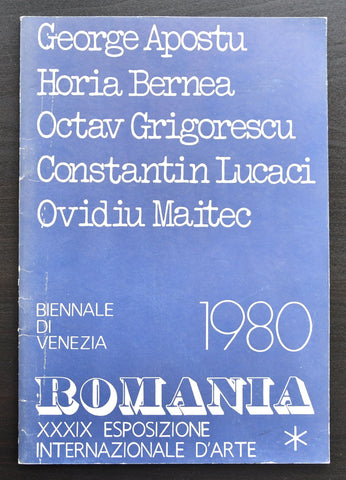 George Apostu
Horia Bernea
Octav Grigorescu
Constantin Lucaci
Ovidiu Maitec
BIENNALE
DI
VENEZIA
1980
ROMANIA
XXXIX ESPOSIZIONE
INTERNAZIONALE D'ARTE *